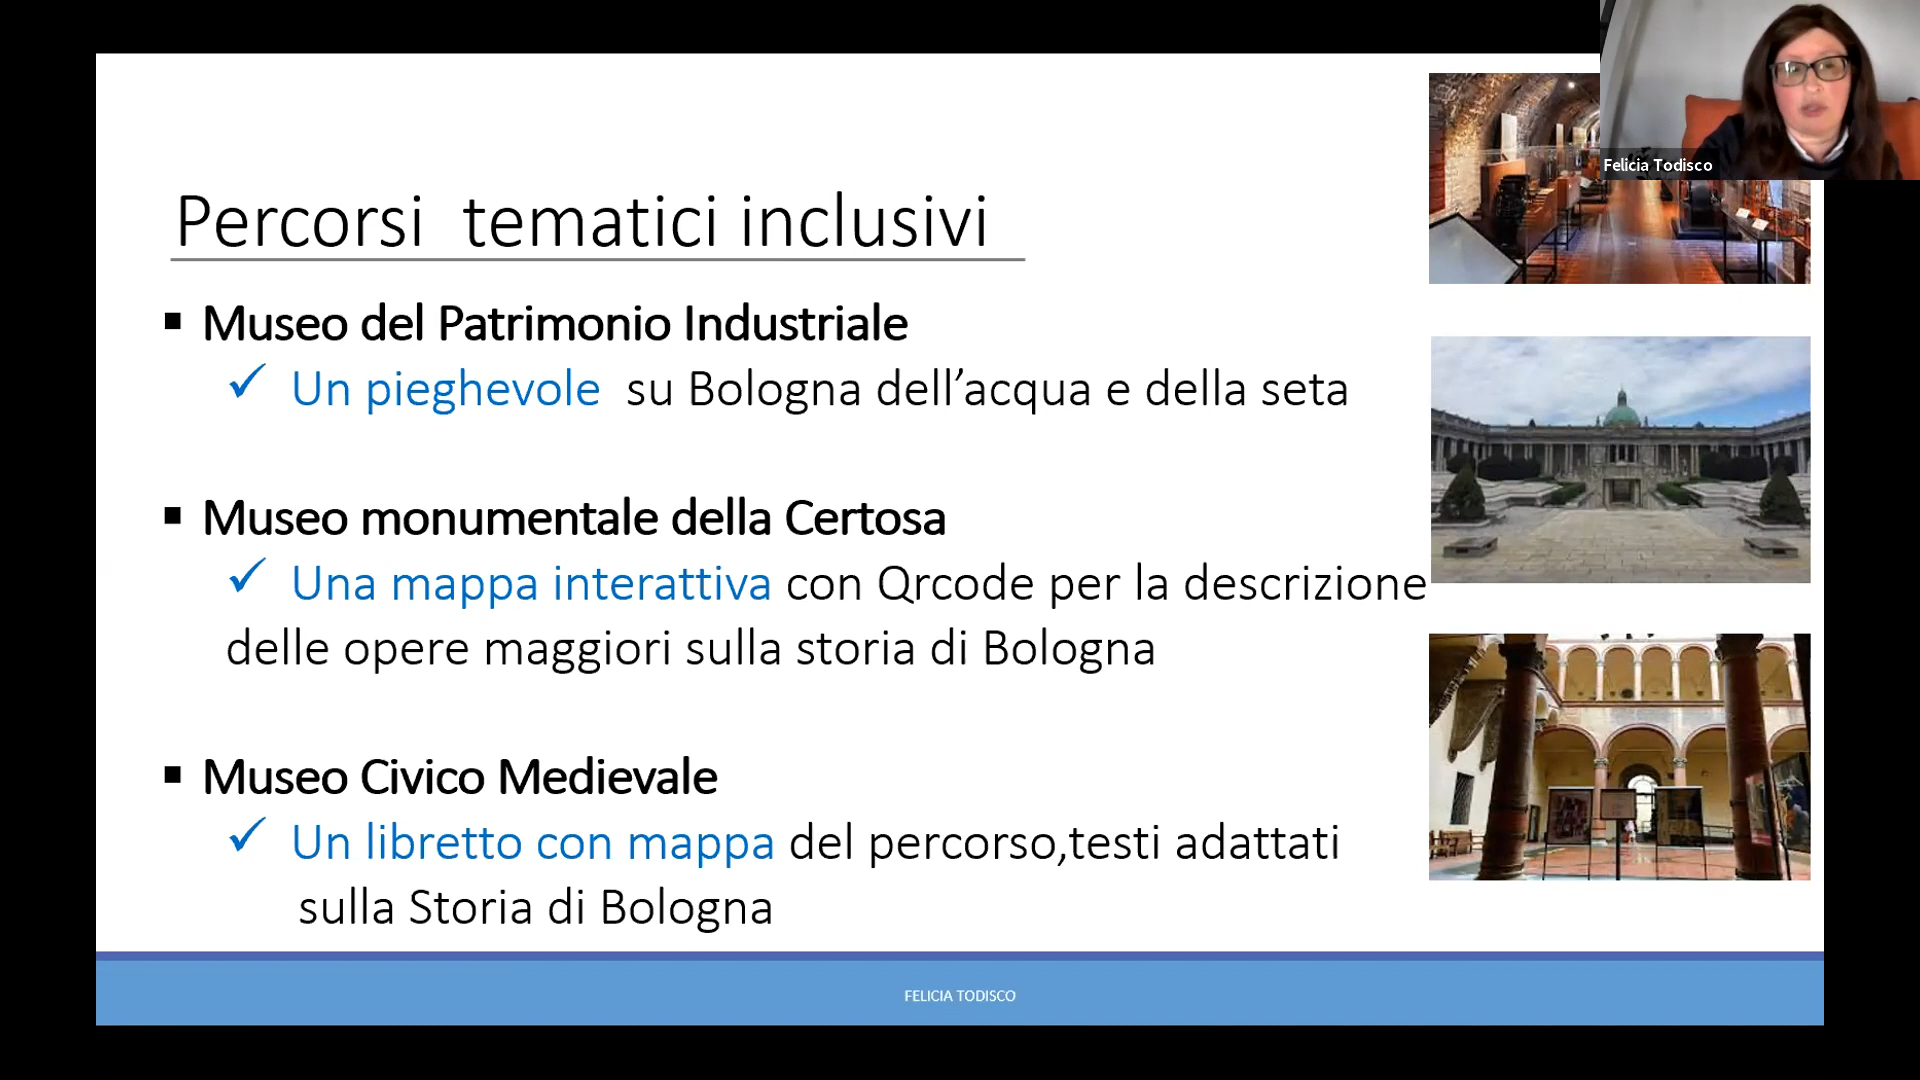 Felicia Todisco
Percorsi  tematici inclusivi
▪ Museo del Patrimonio Industriale
✓ Un pieghevole  su Bologna dell’acqua e della seta
▪ Museo monumentale della Certosa
✓ Una mappa interattiva con Qrcode per la descrizione
delle opere maggiori sulla storia di Bologna
▪ Museo Civico Medievale
✓ Un libretto con mappa del percorso,testi adattati
sulla Storia di Bologna
FELICIA TODISCO